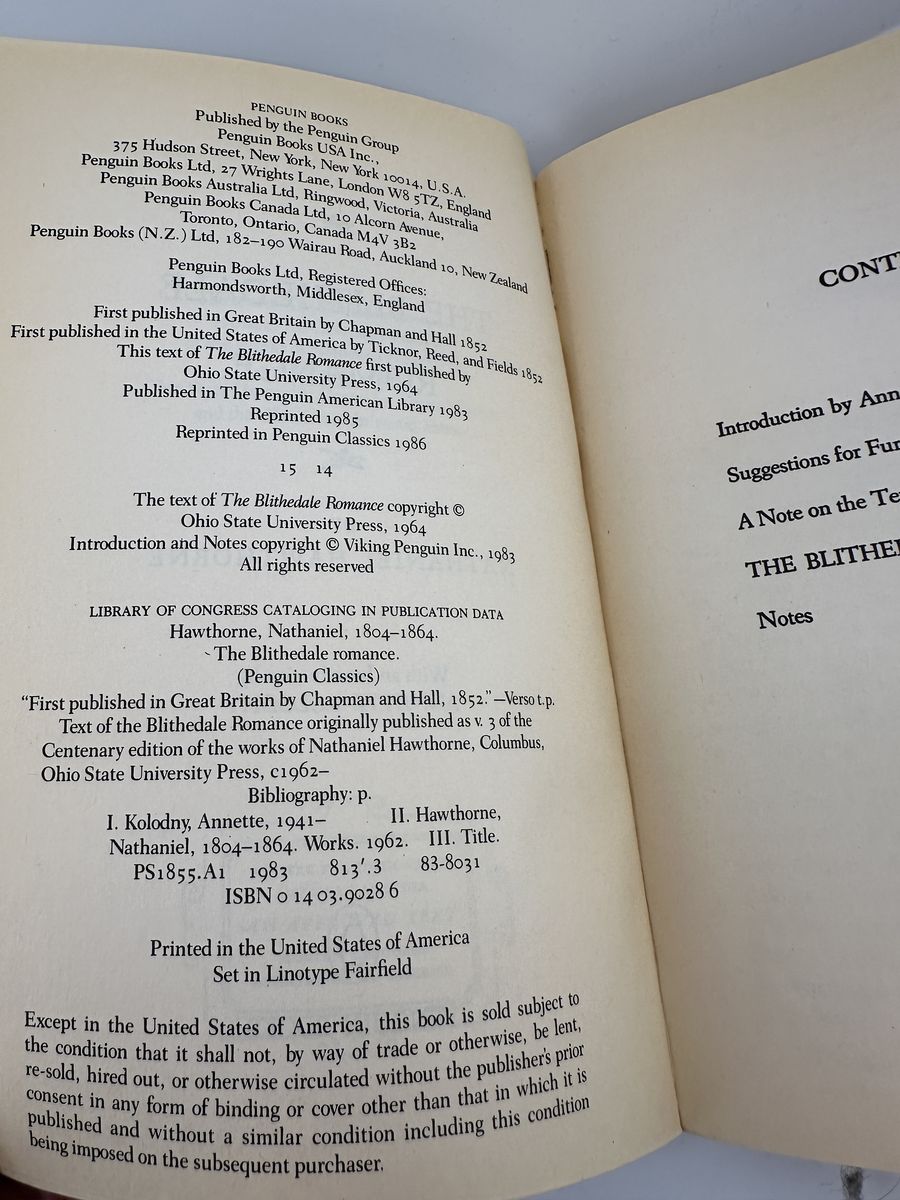 PENGUIN BOOKS
Published by the Penguin Group
Penguin Books USA Inc.,
375 Hudson Street, New York, New York 10014, U.S.A.
Penguin Books Ltd, 27 Wrights Lane, London W8 5TZ, England
Penguin Books Australia Ltd, Ringwood, Victoria, Australia
Penguin Books Canada Ltd, 10 Alcorn Avenue,
Toronto, Ontario, Canada M4V 3B2
Penguin Books (N.Z.) Ltd, 182–190 Wairau Road, Auckland 10, New Zealand
Penguin Books Ltd, Registered Offices:
Harmondsworth, Middlesex, England
First published in Great Britain by Chapman and Hall 1852
First published in the United States of America by Ticknor, Reed, and Fields 1852
This text of The Blithedale Romance first published by
Ohio State University Press, 1964
Published in The Penguin American Library 1983
Reprinted 1985
Reprinted in Penguin Classics 1986
15 14
The text of The Blithedale Romance copyright ©
Ohio State University Press, 1964
Introduction and Notes copyright © Viking Penguin Inc., 1983
All rights reserved
LIBRARY OF CONGRESS CATALOGING IN PUBLICATION DATA
Hawthorne, Nathaniel, 1804–1864.
The Blithedale romance.
(Penguin Classics)
“First published in Great Britain by Chapman and Hall, 1852.”—Verso t.p.
Text of the Blithedale Romance originally published as v. 3 of the
Centenary edition of the works of Nathaniel Hawthorne, Columbus,
Ohio State University Press, c1962–
Bibliography: p.
I. Kolodny, Annette, 1941– II. Hawthorne,
Nathaniel, 1804–1864. Works. 1962. III. Title.
PS1855.A1 1983 813′.3 83-8031
ISBN 0 14 03.9028 6
Printed in the United States of America
Set in Linotype Fairfield
Except in the United States of America, this book is sold subject to
the condition that it shall not, by way of trade or otherwise, be lent,
re-sold, hired out, or otherwise circulated without the publisher's prior
consent in any form of binding or cover other than that in which it is
published and without a similar condition including this condition
being imposed on the subsequent purchaser.
CONT
Introduction by Ann
Suggestions for Fur
A Note on the Te
THE BLITHE
Notes